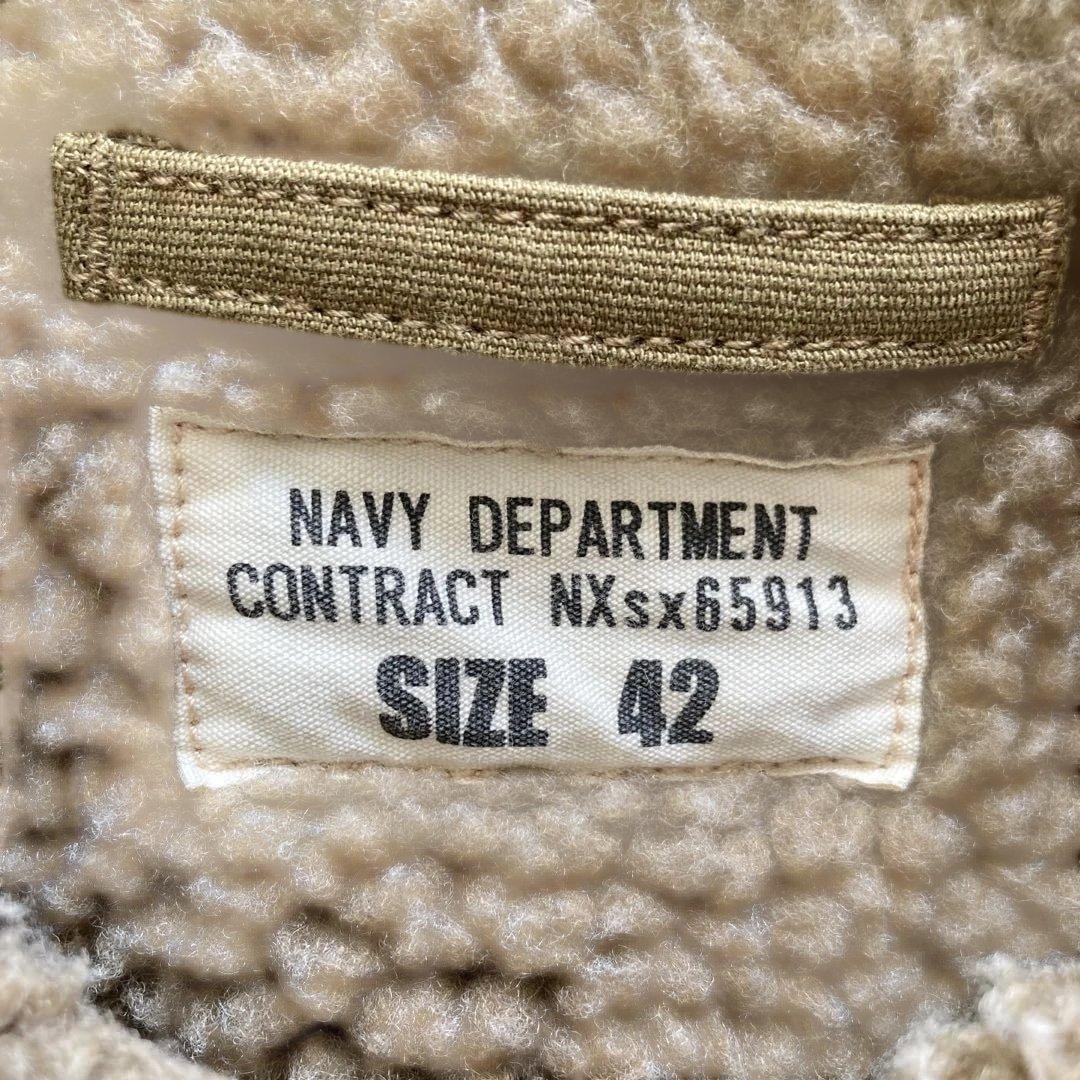 NAVY DEPARTMENT
CONTRACT NXsx65913
SIZE 42